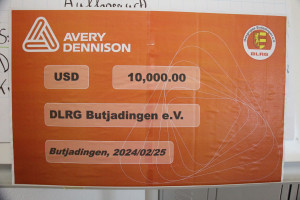 AVERY
DENNISON
DLRG
USD 10,000.00
DLRG Butjadingen e.V.
Butjadingen, 2024/02/25